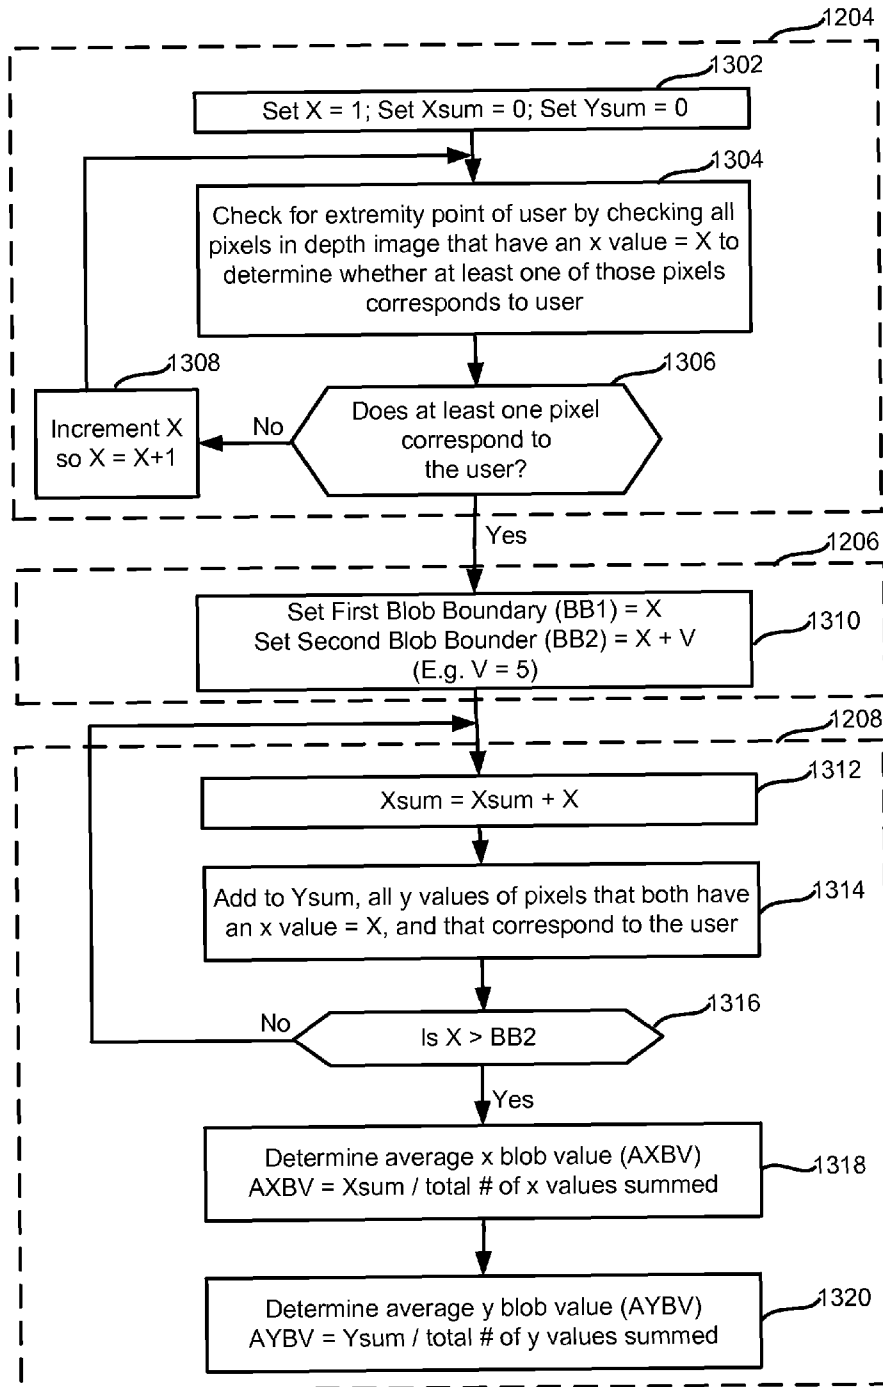 1204
1302
Set X = 1; Set Xsum = 0; Set Ysum = 0
1304
Check for extremity point of user by checking all
pixels in depth image that have an x value = X to
determine whether at least one of those pixels
corresponds to user
1308
1306
Increment X
so X = X+1
No
Does at least one pixel
correspond to
the user?
Yes
1206
Set First Blob Boundary (BB1) = X
Set Second Blob Bounder (BB2) = X + V
(E.g. V = 5)
1310
1208
1312
Xsum = Xsum + X
Add to Ysum, all y values of pixels that both have
an x value = X, and that correspond to the user
1314
1316
No
Is X > BB2
Yes
Determine average x blob value (AXBV)
AXBV = Xsum / total # of x values summed
1318
Determine average y blob value (AYBV)
AYBV = Ysum / total # of y values summed
1320